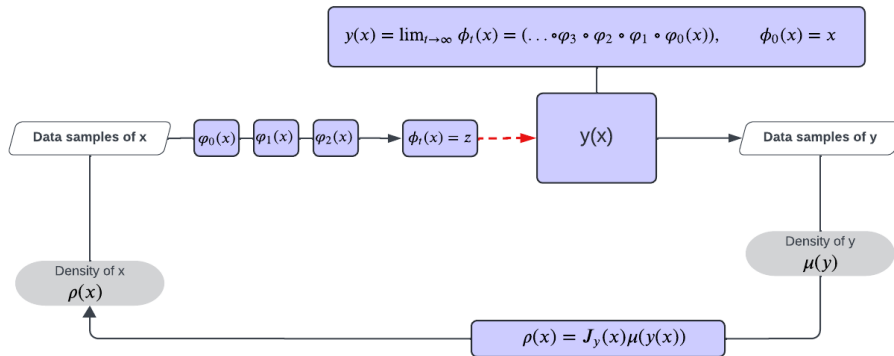 y(x) = lim_{t→∞} ϕ_t(x) = (…∘φ_3 ∘ φ_2 ∘ φ_1 ∘ φ_0(x)), ϕ_0(x) = x
Data samples of x
φ_0(x)
φ_1(x)
φ_2(x)
ϕ_t(x) = z
y(x)
Data samples of y
Density of x
ρ(x)
Density of y
μ(y)
ρ(x) = J_y(x)μ(y(x))